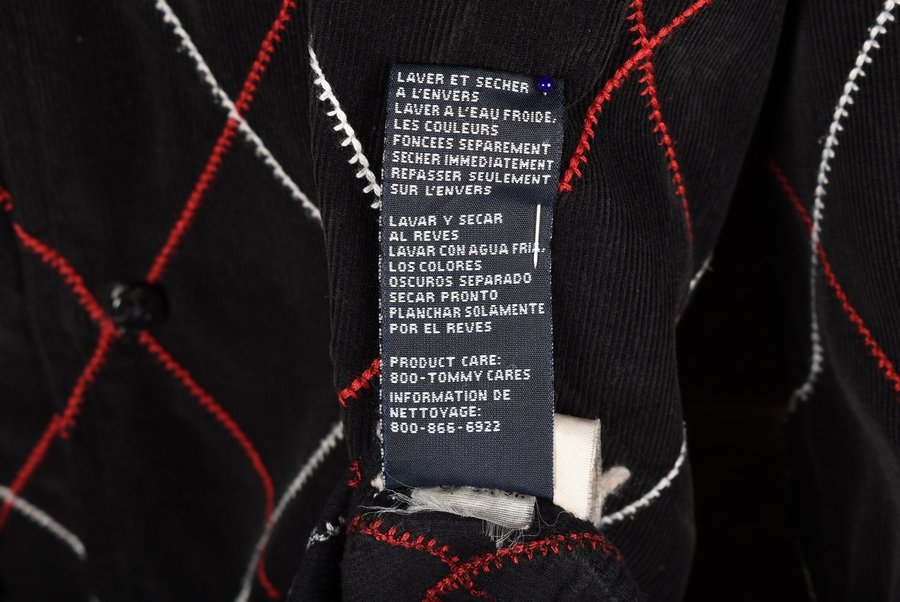 LAVER ET SECHER
A L'ENVERS
LAVER A L'EAU FROIDE,
LES COULEURS
FONCEES SEPAREMENT
SECHER IMMEDIATEMENT
REPASSER SEULEMENT
SUR L'ENVERS
LAVAR Y SECAR
AL REVES
LAVAR CON AGUA FRIA,
LOS COLORES
OSCUROS SEPARADO
SECAR PRONTO
PLANCHAR SOLAMENTE
POR EL REVES
PRODUCT CARE:
800-TOMMY CARES
INFORMATION DE
NETTOYAGE:
800-866-6922